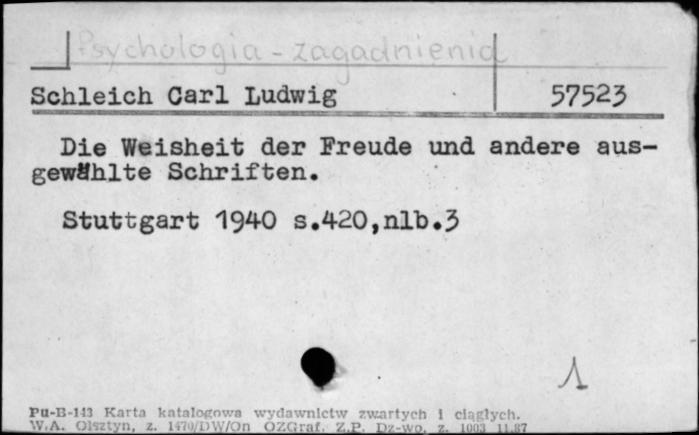 Psychologia - zagadnienia
Schleich Carl Ludwig 57523
Die Weisheit der Freude und andere aus-
gewählte Schriften.
Stuttgart 1940 s.420,nlb.3
1
Pu-B-143 Karta katalogowa wydawnictw zwartych i ciągłych.
W.A. Olsztyn, z. 1470/DW/On OZGraf. Z.P. Dz-wo. z. 1003 11.87